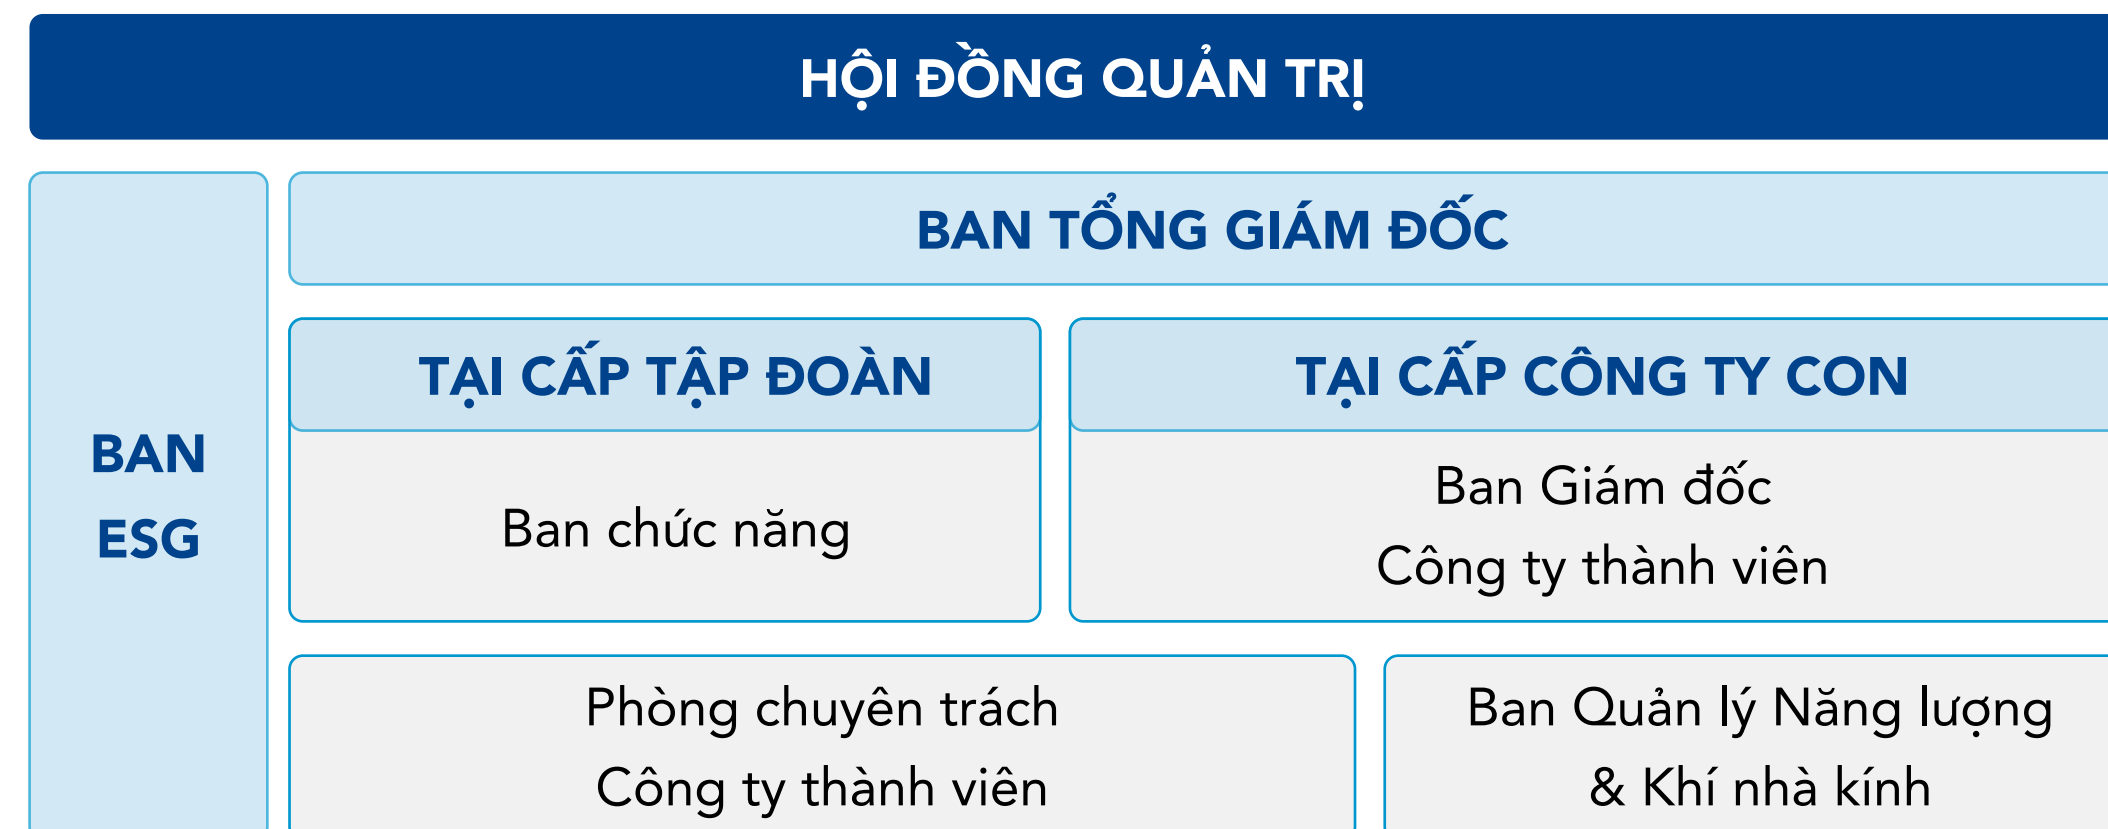 HỘI ĐỒNG QUẢN TRỊ
BAN TỔNG GIÁM ĐỐC
BAN
ESG
TẠI CẤP TẬP ĐOÀN
Ban chức năng
TẠI CẤP CÔNG TY CON
Ban Giám đốc
Công ty thành viên
Phòng chuyên trách
Công ty thành viên
Ban Quản lý Năng lượng
& Khí nhà kính